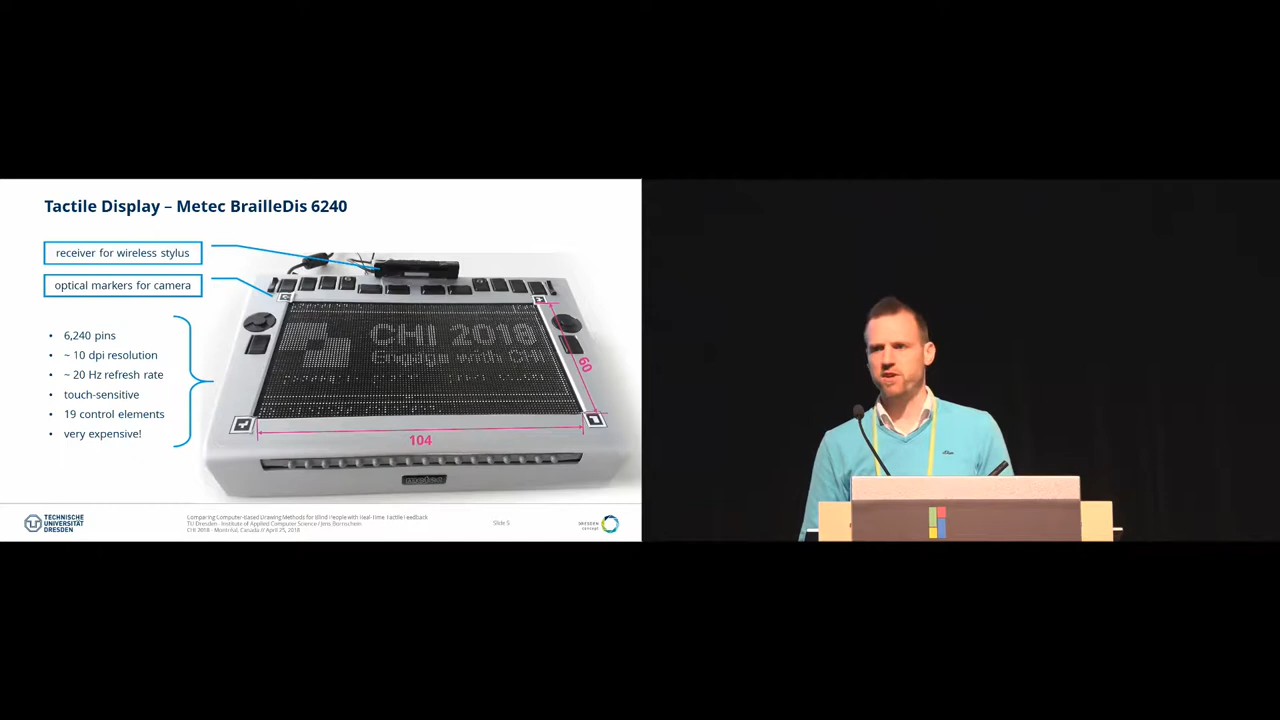 Tactile Display – Metec BrailleDis 6240
receiver for wireless stylus
optical markers for camera
• 6,240 pins
• ~ 10 dpi resolution
• ~ 20 Hz refresh rate
• touch-sensitive
• 19 control elements
• very expensive!
CHI 2018
Engage with CHI
60
104
metec
TECHNISCHE
UNIVERSITÄT
DRESDEN
Comparing Computer-Based Drawing Methods for Blind People with Real-Time Tactile Feedback
TU Dresden - Institute of Applied Computer Science / Jens Bornschein
CHI 2018 - Montréal, Canada // April 25, 2018
Slide 5
DRESDEN
concept